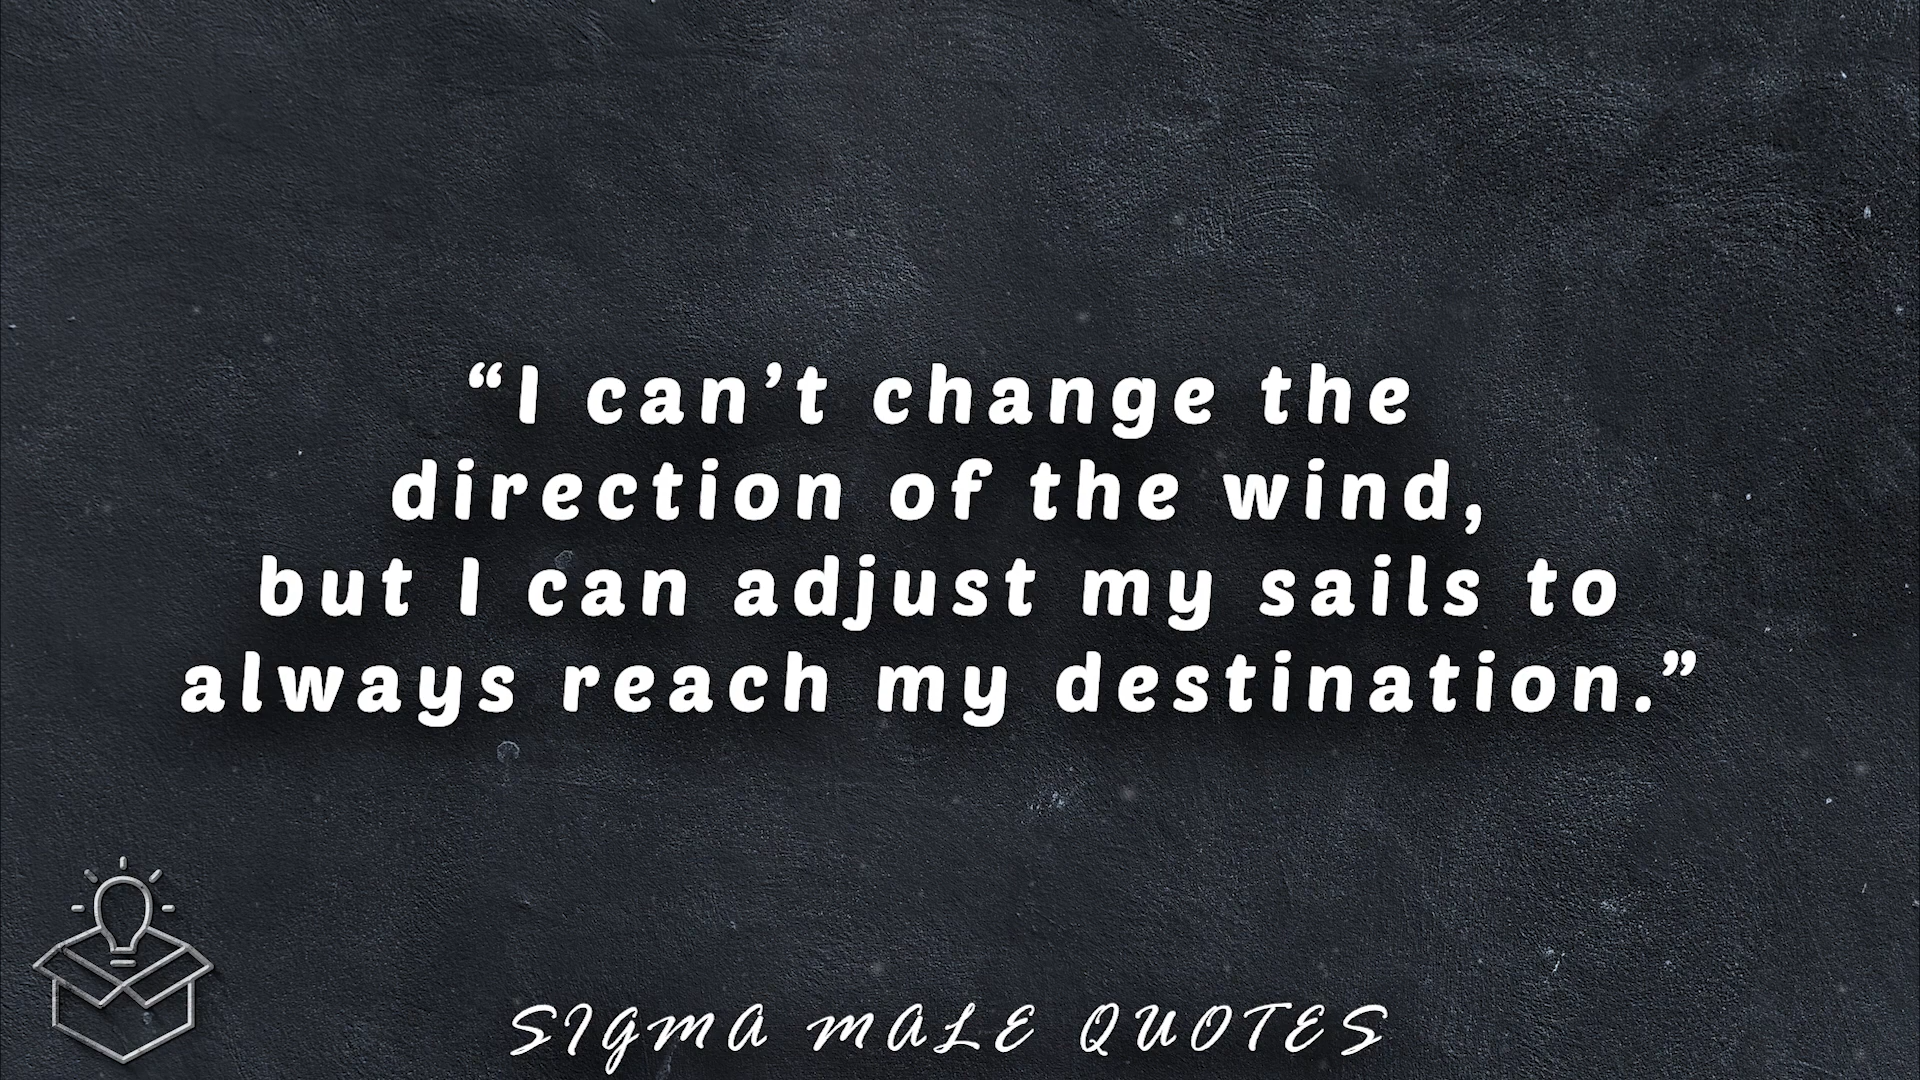 “I can’t change the
direction of the wind,
but I can adjust my sails to
always reach my destination.”
SIGMA MALE QUOTES